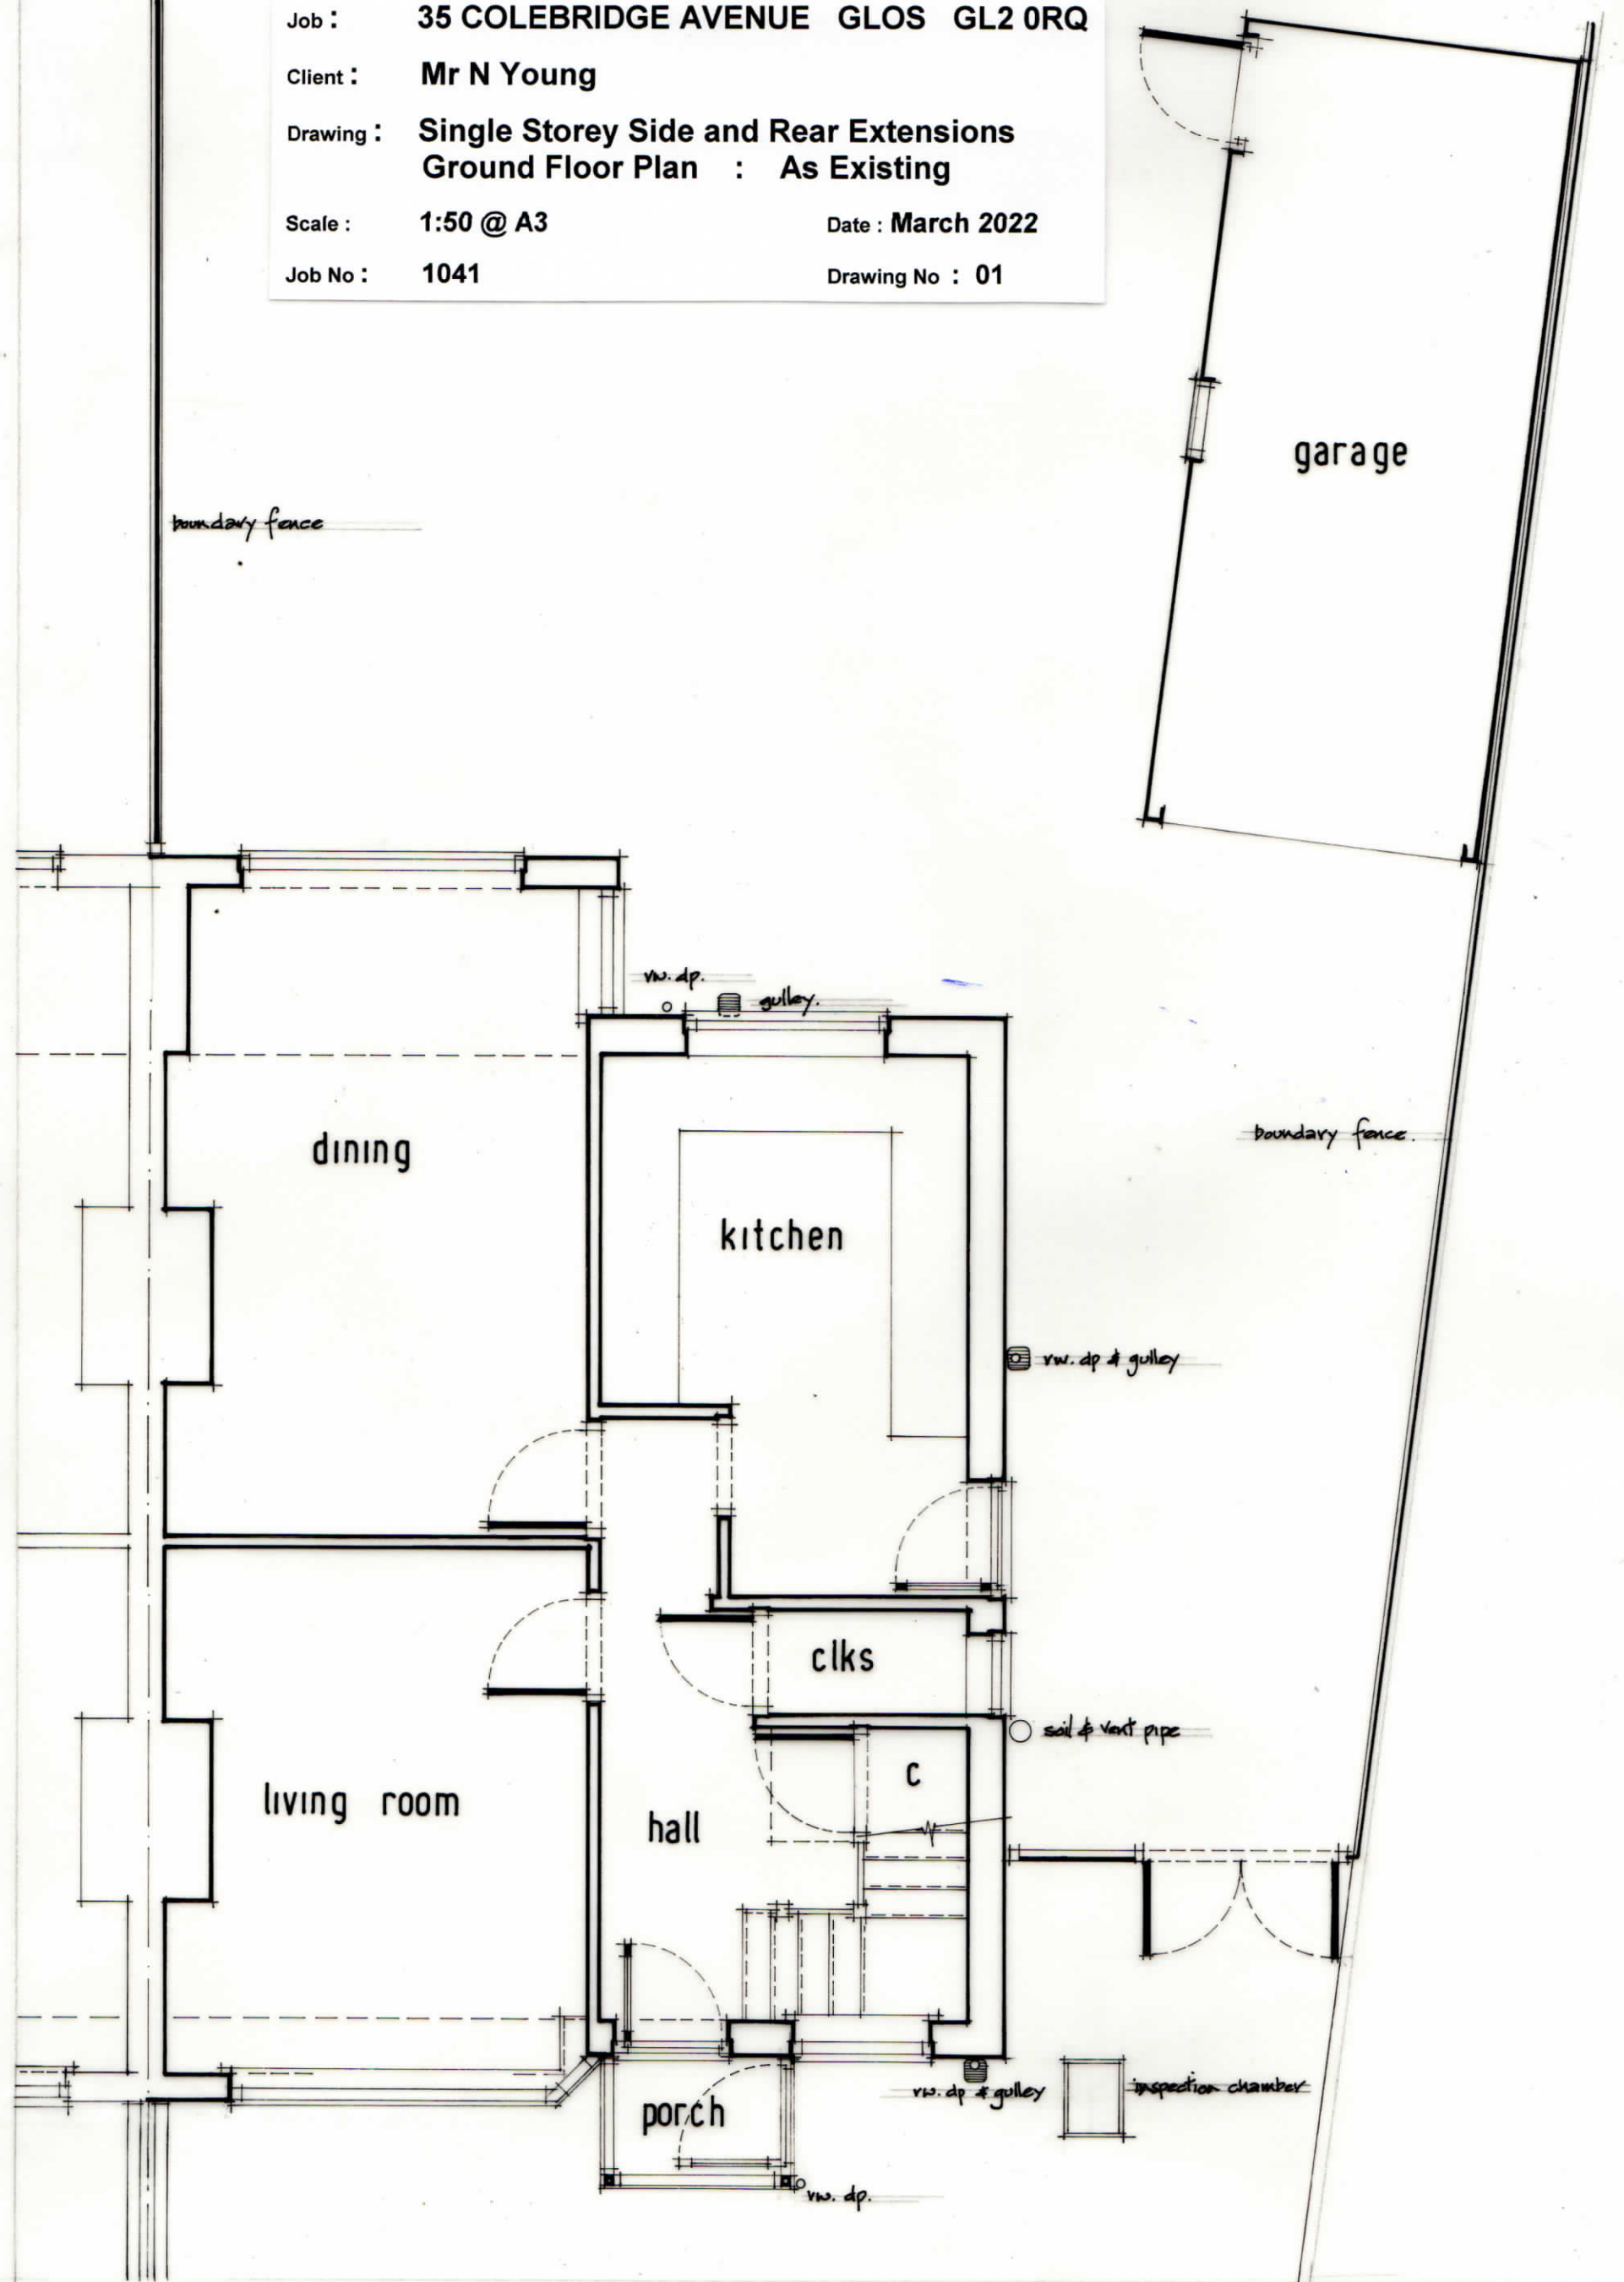 Job : 35 COLEBRIDGE AVENUE GLOS GL2 0RQ
Client : Mr N Young
Drawing : Single Storey Side and Rear Extensions
Ground Floor Plan : As Existing
Scale : 1:50 @ A3 Date : March 2022
Job No : 1041 Drawing No : 01
garage
boundary fence
rw. dp.
gulley.
boundary fence.
dining
kitchen
rw. dp & gulley
clks
soil & vent pipe
c
living room
hall
rw. dp & gulley
inspection chamber
porch
rw. dp.